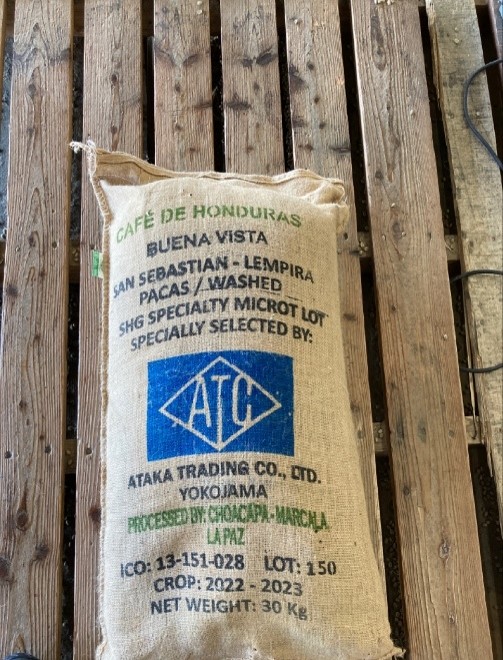 CAFÉ DE HONDURAS
BUENA VISTA
SAN SEBASTIAN - LEMPIRA
PACAS / WASHED
SHG SPECIALTY MICROT LOT
SPECIALLY SELECTED BY:
ATC
ATAKA TRADING CO., LTD.
YOKOJAMA
PROCESSED BY: CHOACAPA - MARCALA
LA PAZ
ICO: 13-151-028 LOT: 150
CROP: 2022 - 2023
NET WEIGHT: 30 Kg